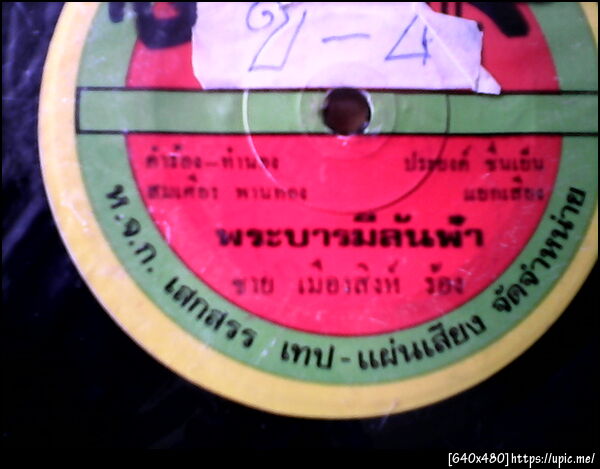 ช - 4
คำร้อง-ทำนอง ประยงค์ ชื่นเย็น
สมเศียร พานทอง แยกเสียง
พระบารมีล้นฟ้า
ชาย เมืองสิงห์ ร้อง
ห.จ.ก. เสกสรร เทป-แผ่นเสียง จัดจำหน่าย
[640x480]https://upic.me/